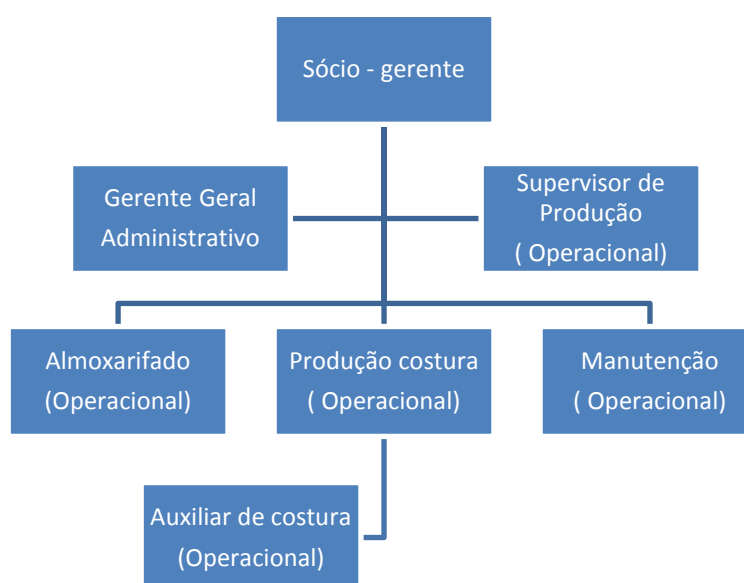 Sócio - gerente
Gerente Geral
Administrativo
Supervisor de
Produção
( Operacional)
Almoxarifado
(Operacional)
Produção costura
( Operacional)
Manutenção
( Operacional)
Auxiliar de costura
(Operacional)